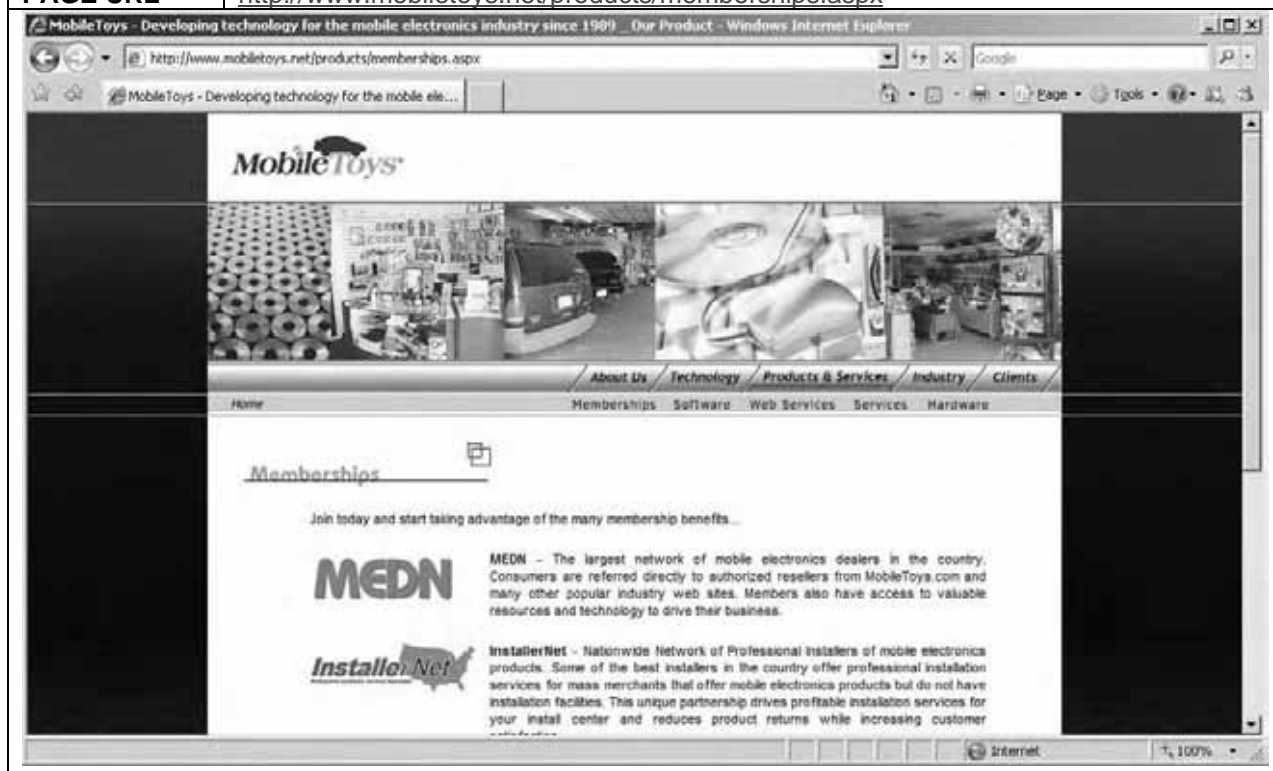 PAGE URL http://www.mobiletoys.net/products/memberships.aspx
MobileToys - Developing technology for the mobile electronics industry since 1989 _ Our Product - Windows Internet Explorer
http://www.mobiletoys.net/products/memberships.aspx
Google
MobileToys - Developing technology for the mobile ele...
Page
Tools
MobileToys
About Us / Technology / Products & Services / Industry / Clients
Home
Memberships Software Web Services Services Hardware
Memberships
Join today and start taking advantage of the many membership benefits...
MEDN
MEDN – The largest network of mobile electronics dealers in the country.
Consumers are referred directly to authorized resellers from MobileToys.com and
many other popular industry web sites. Members also have access to valuable
resources and technology to drive their business.
InstallerNet
InstallerNet - Nationwide Network of Professional Installers of mobile electronics
products. Some of the best installers in the country offer professional installation
services for mass merchants that offer mobile electronics products but do not have
installation facilities. This unique partnership drives profitable installation services for
your install center and reduces product returns while increasing customer
Internet
100%